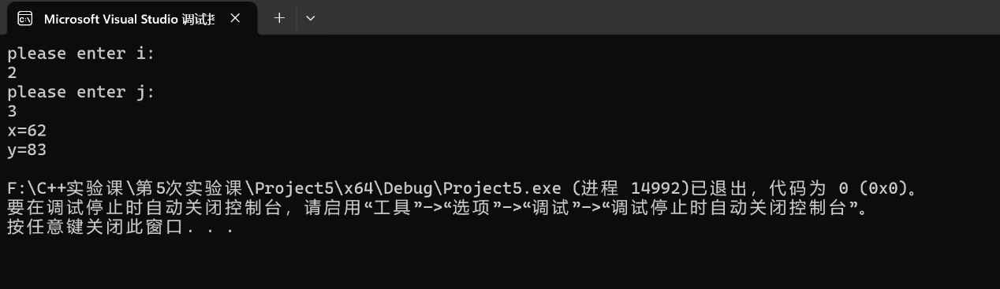 Microsoft Visual Studio 调试
please enter i:
2
please enter j:
3
x=62
y=83
F:\C++实验课\第5次实验课\Project5\x64\Debug\Project5.exe (进程 14992)已退出，代码为 0 (0x0)。
要在调试停止时自动关闭控制台，请启用“工具”->“选项”->“调试”->“调试停止时自动关闭控制台”。
按任意键关闭此窗口. . .